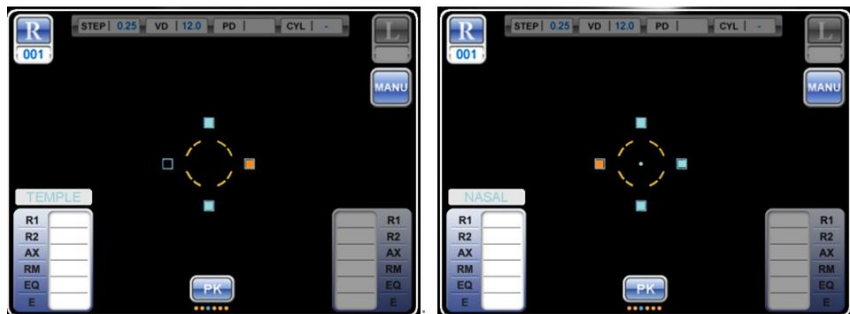 R STEP 0.25 VD 12.0 PD CYL - L
001
MANU
TEMPLE
R1 R1
R2 R2
AX AX
RM RM
EQ PK EQ
E E
R STEP 0.25 VD 12.0 PD CYL - L
001
MANU
NASAL
R1 R1
R2 R2
AX AX
RM RM
EQ PK EQ
E E